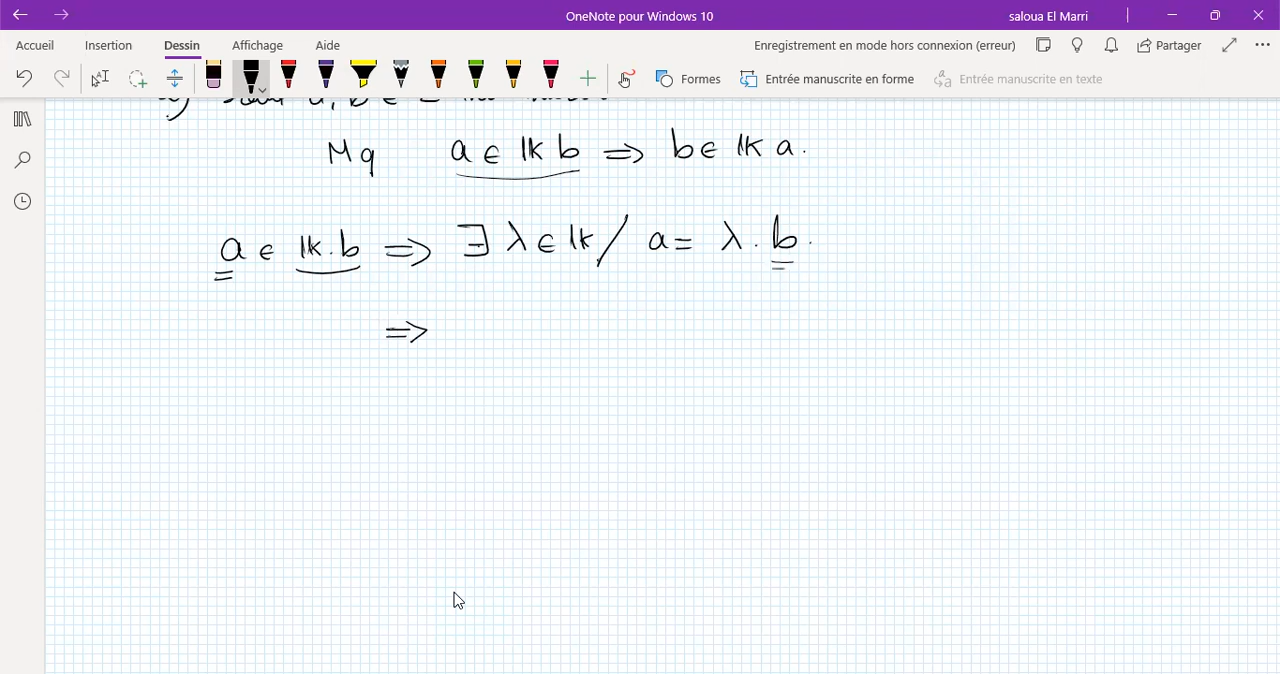 OneNote pour Windows 10
saloua El Marri
Accueil Insertion Dessin Affichage Aide
Enregistrement en mode hors connexion (erreur) Partager
Formes Entrée manuscrite en forme Entrée manuscrite en texte
Mq a ∈ 𝕂 b ⟹ b ∈ 𝕂 a.
a ∈ 𝕂.b ⟹ ∃ λ ∈ 𝕂 / a = λ . b.
⟹